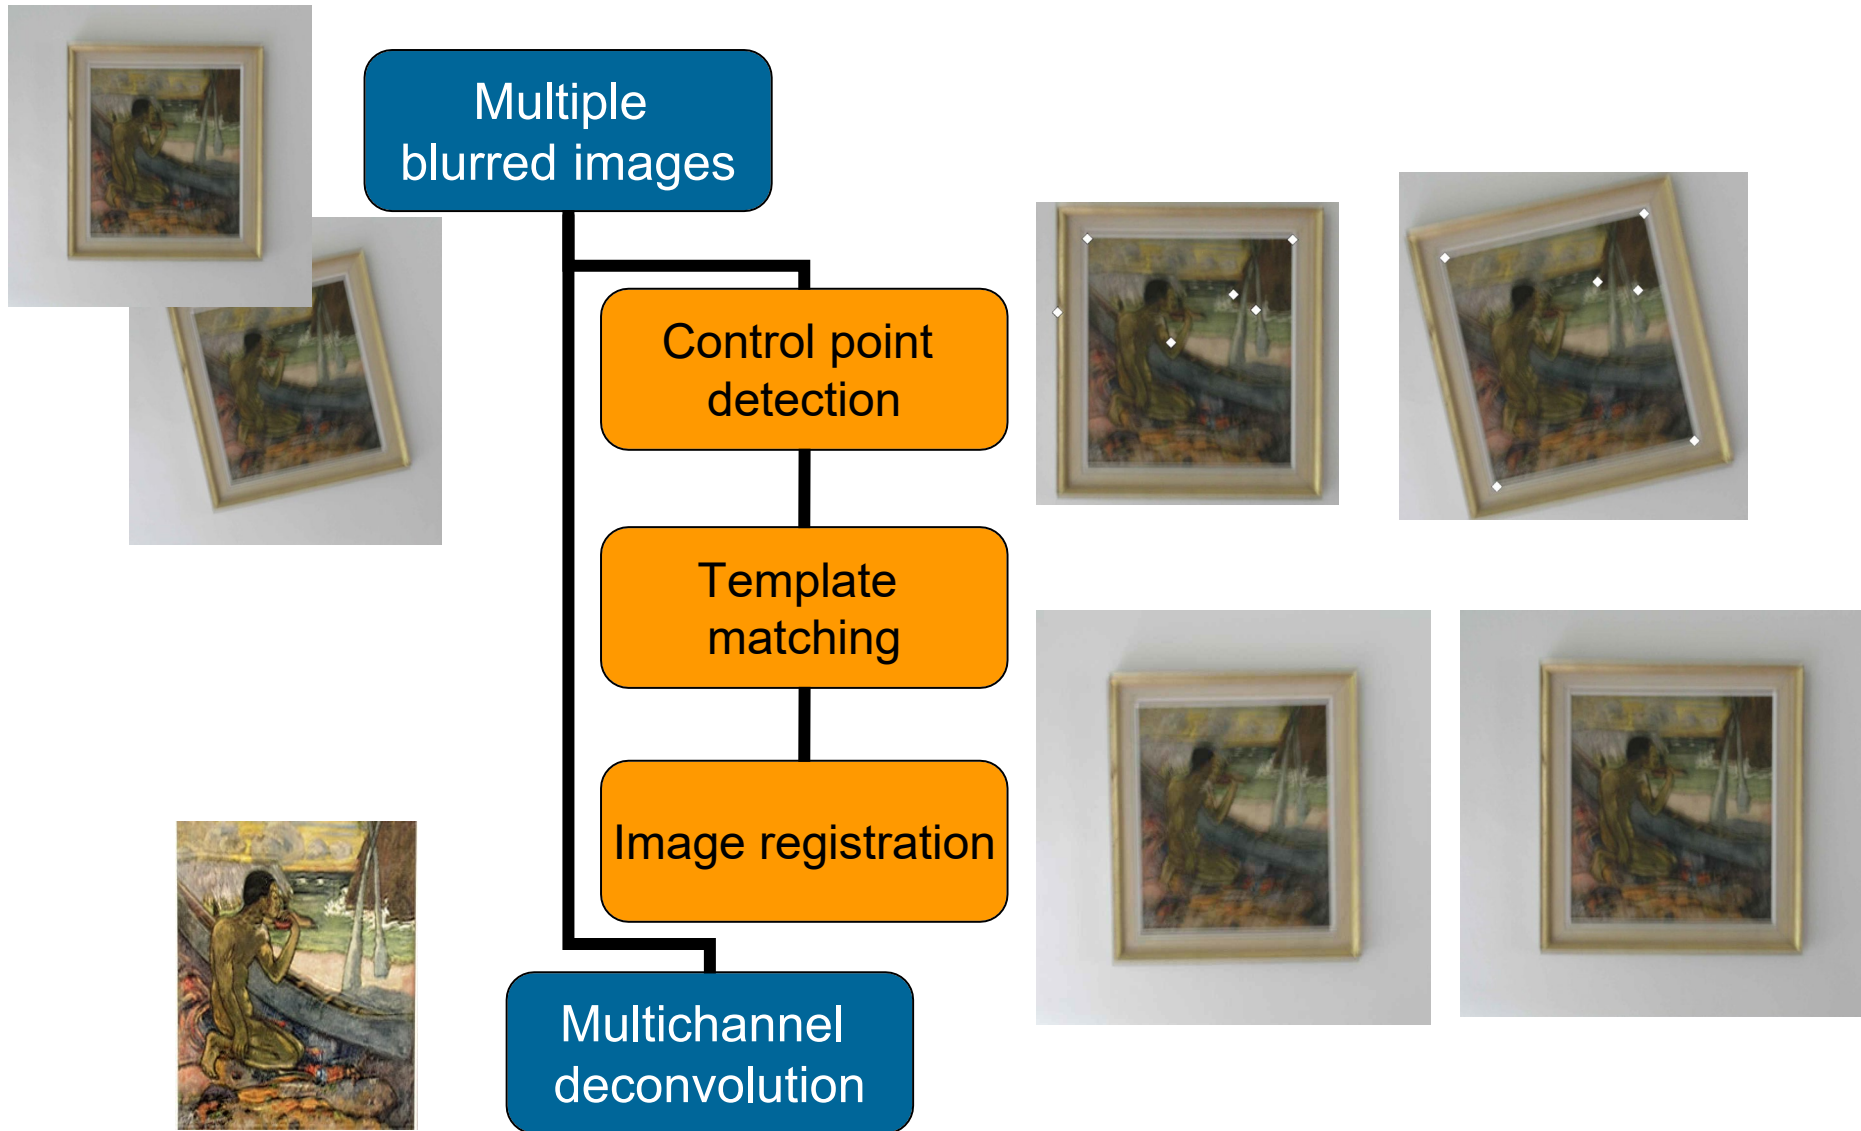 Multiple
blurred images
Control point
detection
Template
matching
Image registration
Multichannel
deconvolution